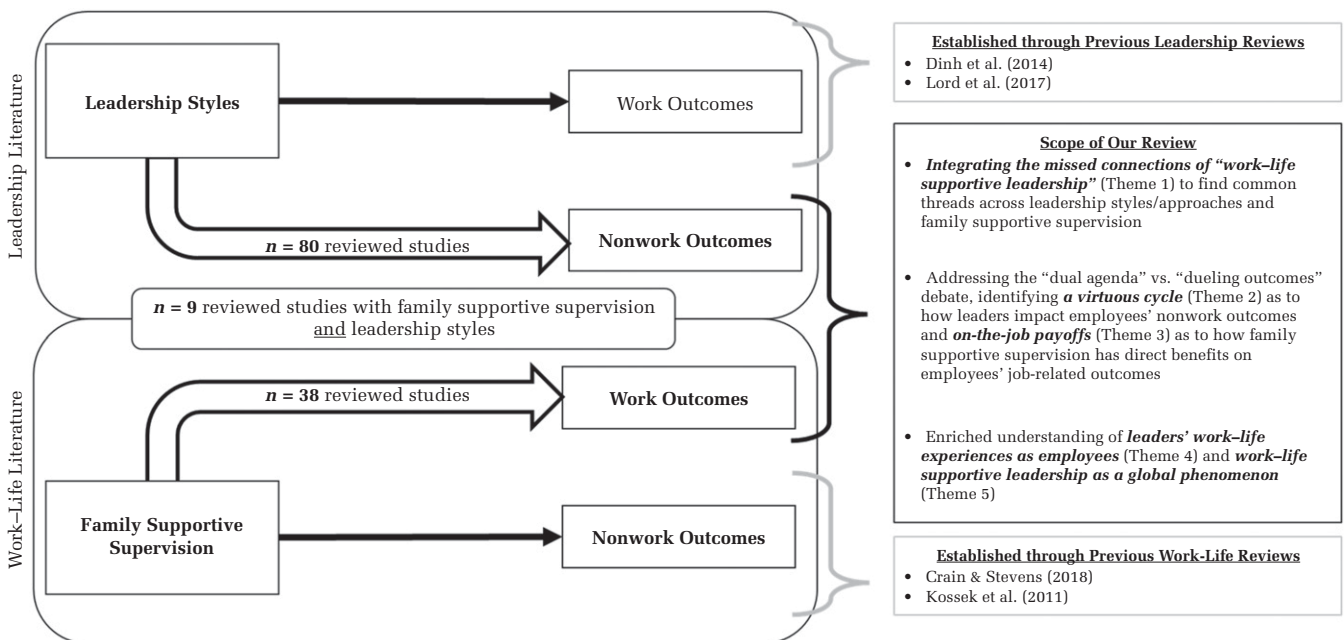 Leadership Literature
Leadership Styles
Work Outcomes
n = 80 reviewed studies
Nonwork Outcomes
n = 9 reviewed studies with family supportive supervision
and leadership styles
Work–Life Literature
n = 38 reviewed studies
Work Outcomes
Family Supportive
Supervision
Nonwork Outcomes
Established through Previous Leadership Reviews
• Dinh et al. (2014)
• Lord et al. (2017)
Scope of Our Review
• Integrating the missed connections of “work–life
supportive leadership” (Theme 1) to find common
threads across leadership styles/approaches and
family supportive supervision
• Addressing the “dual agenda” vs. “dueling outcomes”
debate, identifying a virtuous cycle (Theme 2) as to
how leaders impact employees’ nonwork outcomes
and on-the-job payoffs (Theme 3) as to how family
supportive supervision has direct benefits on
employees’ job-related outcomes
• Enriched understanding of leaders’ work–life
experiences as employees (Theme 4) and work–life
supportive leadership as a global phenomenon
(Theme 5)
Established through Previous Work-Life Reviews
• Crain & Stevens (2018)
• Kossek et al. (2011)